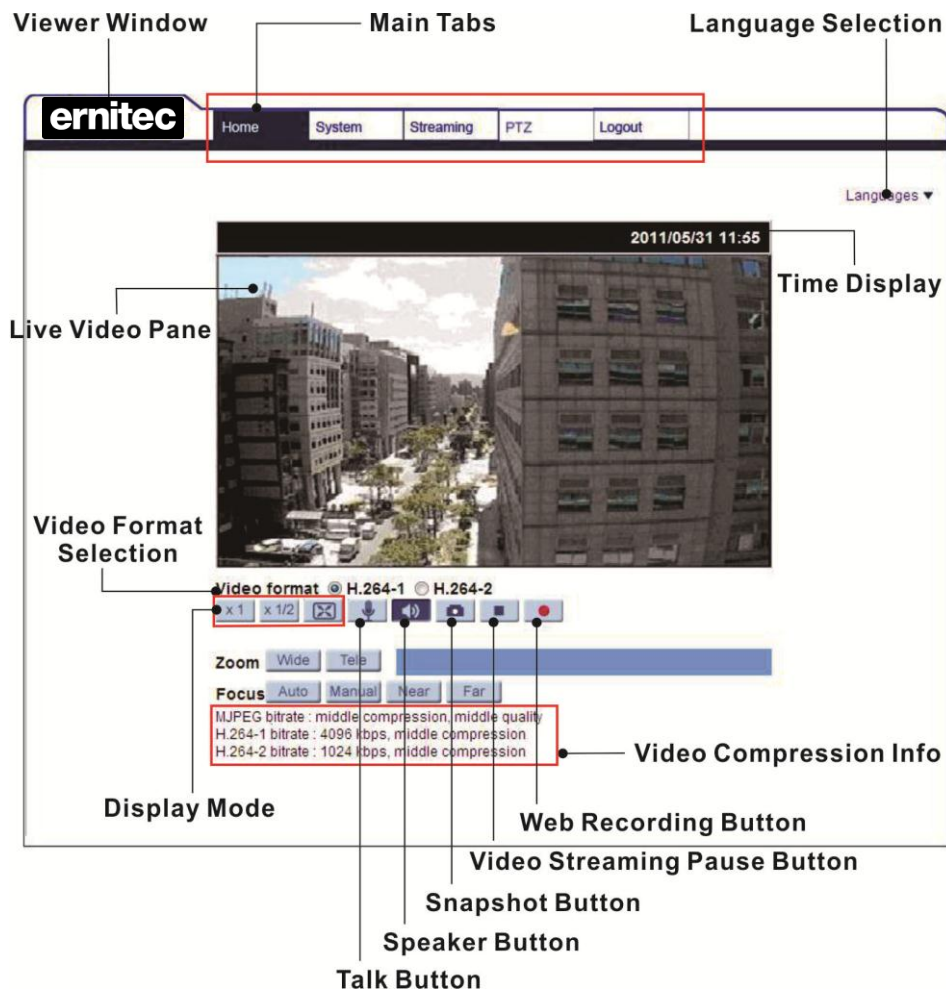 Viewer Window
Main Tabs
Language Selection
ernitec
Home
System
Streaming
PTZ
Logout
Languages ▼
2011/05/31 11:55
Time Display
Live Video Pane
Video Format
Selection
Video format H.264-1 H.264-2
x 1
x 1/2
Zoom Wide Tele
Focus Auto Manual Near Far
MJPEG bitrate : middle compression, middle quality
H.264-1 bitrate : 4096 kbps, middle compression
H.264-2 bitrate : 1024 kbps, middle compression
Video Compression Info
Display Mode
Web Recording Button
Video Streaming Pause Button
Snapshot Button
Speaker Button
Talk Button